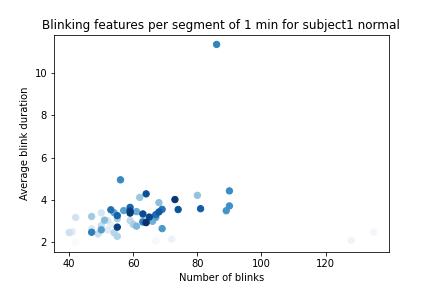 Blinking features per segment of 1 min for subject1 normal
Average blink duration
10
8
6
4
2
40 60 80 100 120
Number of blinks